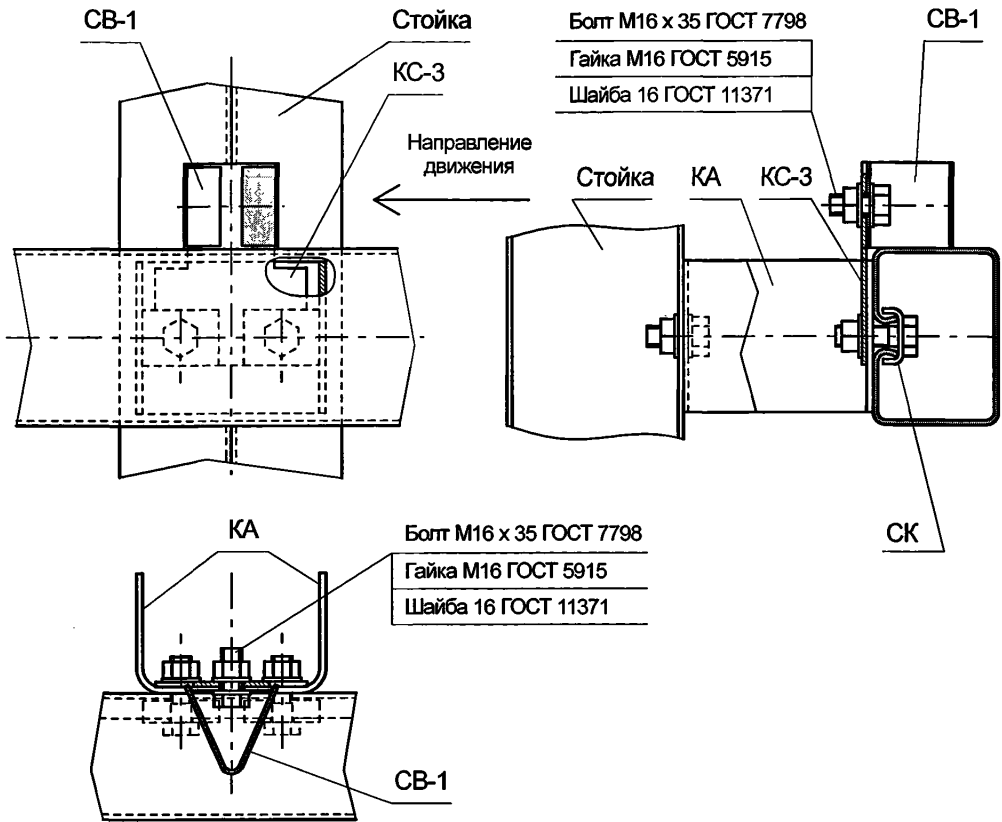 СВ-1
Стойка
КС-3
Направление
движения
Болт М16 х 35 ГОСТ 7798
Гайка М16 ГОСТ 5915
Шайба 16 ГОСТ 11371
СВ-1
Стойка
КА
КС-3
СК
КА
Болт М16 х 35 ГОСТ 7798
Гайка М16 ГОСТ 5915
Шайба 16 ГОСТ 11371
СВ-1